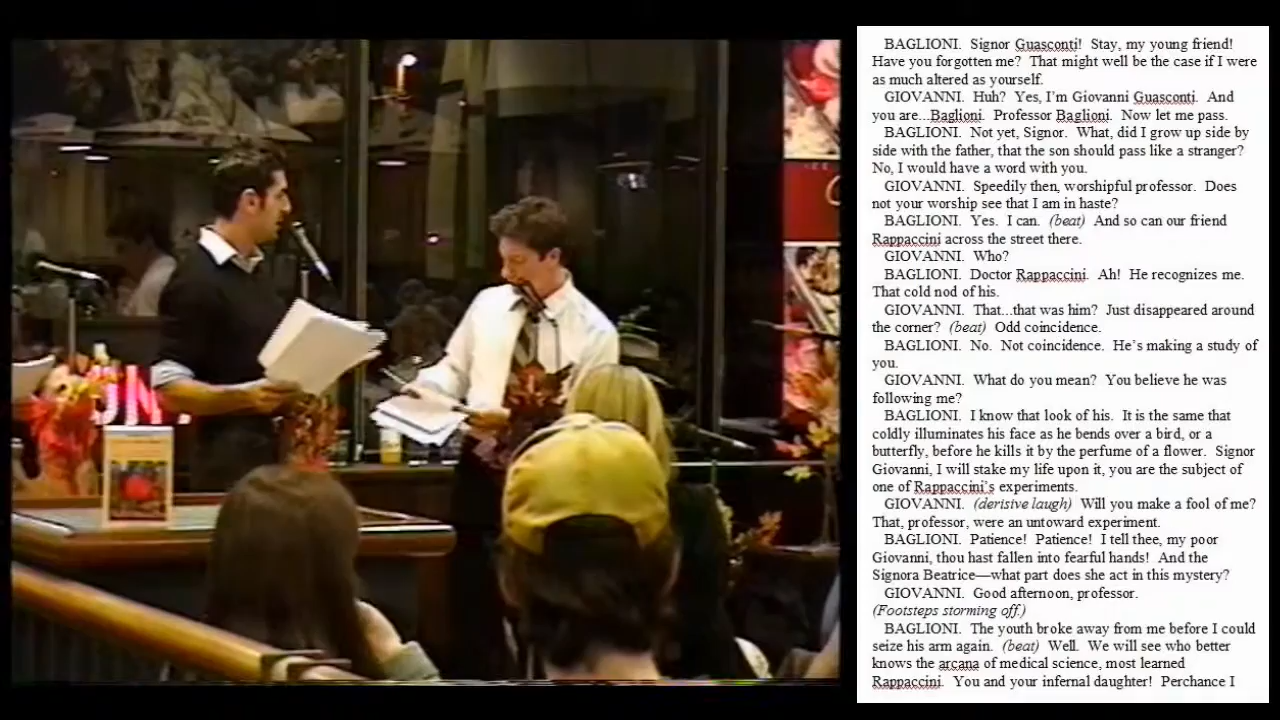 BAGLIONI. Signor Guasconti! Stay, my young friend!
Have you forgotten me? That might well be the case if I were
as much altered as yourself.
GIOVANNI. Huh? Yes, I'm Giovanni Guasconti. And
you are...Baglioni. Professor Baglioni. Now let me pass.
BAGLIONI. Not yet, Signor. What, did I grow up side by
side with the father, that the son should pass like a stranger?
No, I would have a word with you.
GIOVANNI. Speedily then, worshipful professor. Does
not your worship see that I am in haste?
BAGLIONI. Yes. I can. (beat) And so can our friend
Rappaccini across the street there.
GIOVANNI. Who?
BAGLIONI. Doctor Rappaccini. Ah! He recognizes me.
That cold nod of his.
GIOVANNI. That...that was him? Just disappeared around
the corner? (beat) Odd coincidence.
BAGLIONI. No. Not coincidence. He's making a study of
you.
GIOVANNI. What do you mean? You believe he was
following me?
BAGLIONI. I know that look of his. It is the same that
coldly illuminates his face as he bends over a bird, or a
butterfly, before he kills it by the perfume of a flower. Signor
Giovanni, I will stake my life upon it, you are the subject of
one of Rappaccini's experiments.
GIOVANNI. (derisive laugh) Will you make a fool of me?
That, professor, were an untoward experiment.
BAGLIONI. Patience! Patience! I tell thee, my poor
Giovanni, thou hast fallen into fearful hands! And the
Signora Beatrice—what part does she act in this mystery?
GIOVANNI. Good afternoon, professor.
(Footsteps storming off.)
BAGLIONI. The youth broke away from me before I could
seize his arm again. (beat) Well. We will see who better
knows the arcana of medical science, most learned
Rappaccini. You and your infernal daughter! Perchance I